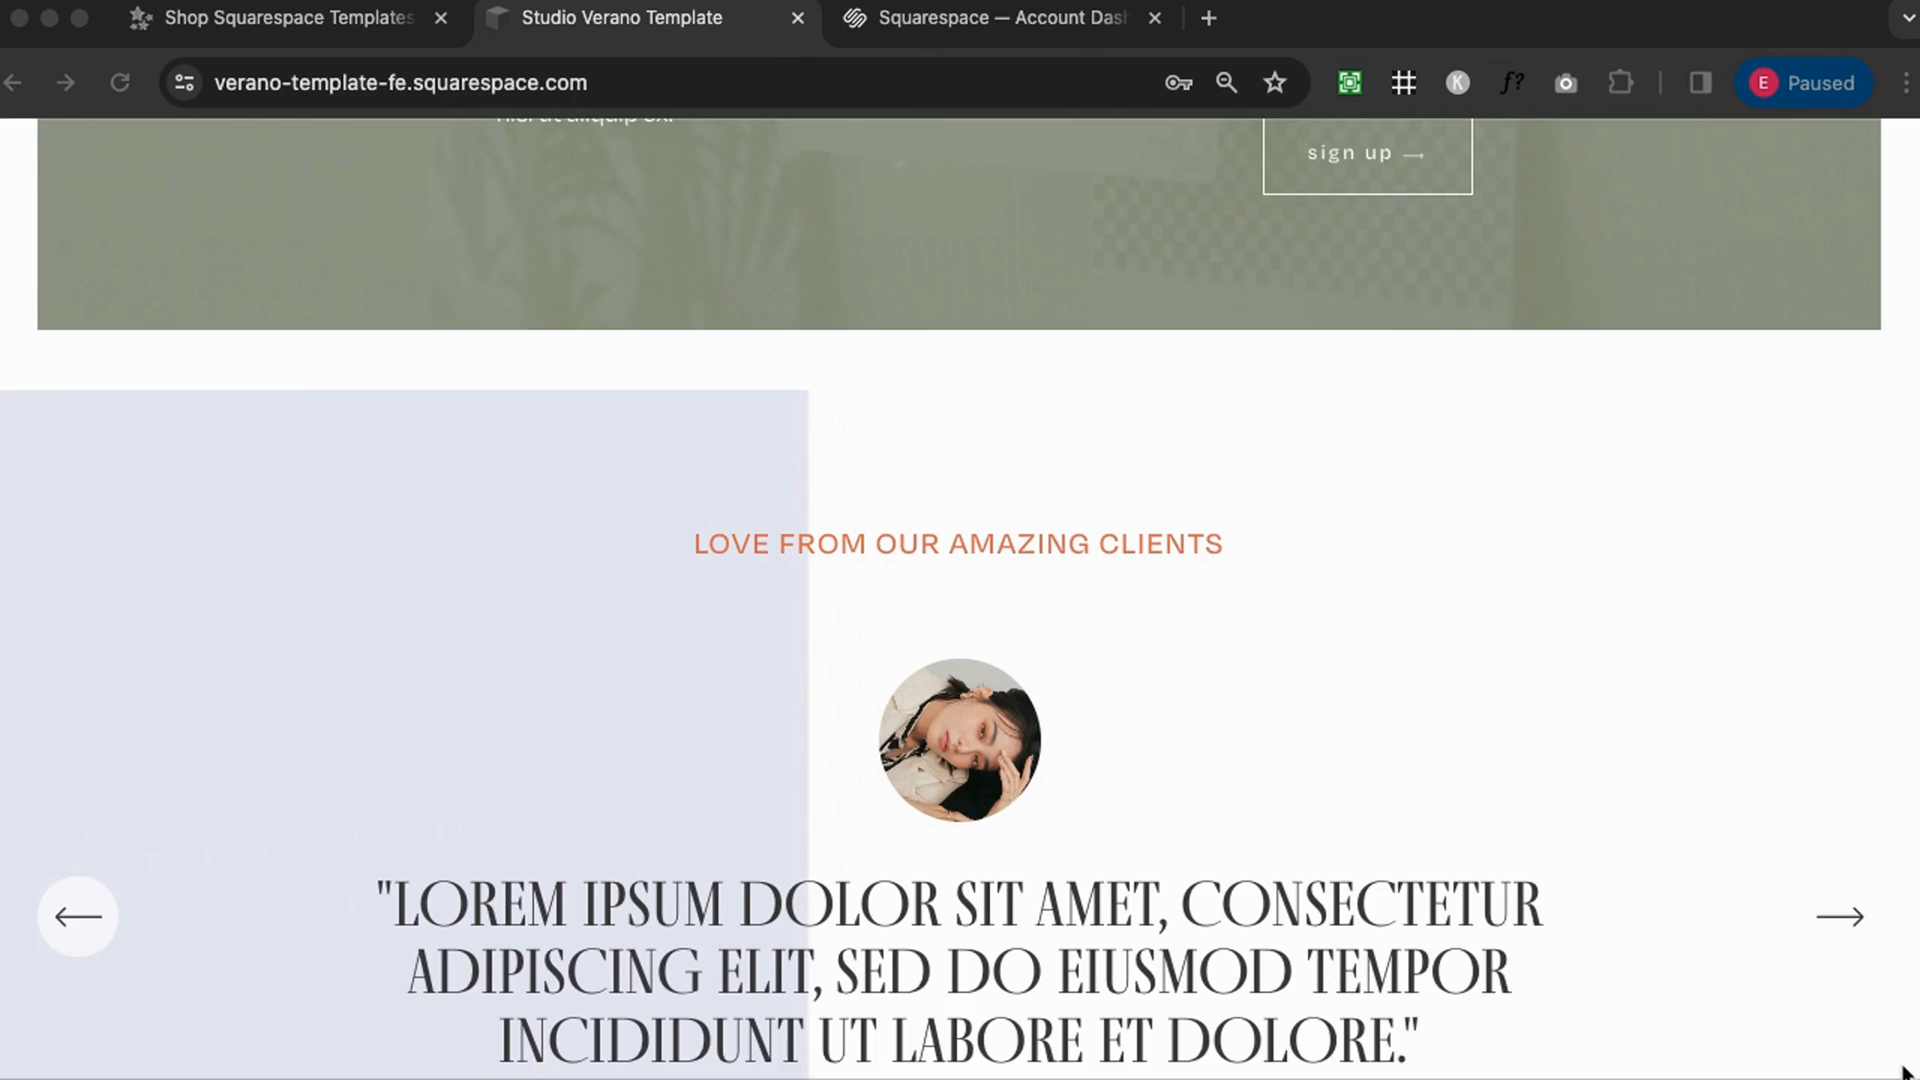 Shop Squarespace Templates
Studio Verano Template
Squarespace — Account Das
verano-template-fe.squarespace.com
K
f?
E Paused
sign up →
LOVE FROM OUR AMAZING CLIENTS
"LOREM IPSUM DOLOR SIT AMET, CONSECTETUR
ADIPISCING ELIT, SED DO EIUSMOD TEMPOR
INCIDIDUNT UT LABORE ET DOLORE."